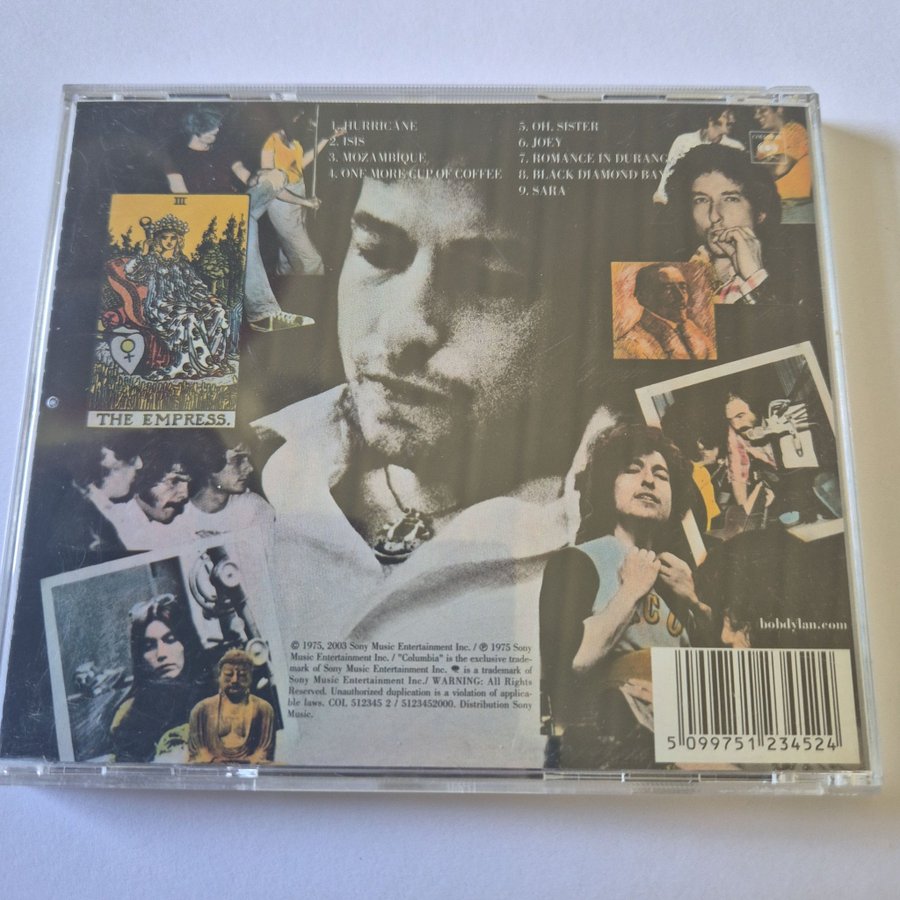 1. HURRICANE
2. ISIS
3. MOZAMBIQUE
4. ONE MORE CUP OF COFFEE
5. OH, SISTER
6. JOEY
7. ROMANCE IN DURANG
8. BLACK DIAMOND BAY
9. SARA
III
THE EMPRESS.
bobdylan.com
© 1975, 2003 Sony Music Entertainment Inc. / ℗ 1975 Sony
Music Entertainment Inc. / "Columbia" is the exclusive trade-
mark of Sony Music Entertainment Inc. is a trademark of
Sony Music Entertainment Inc./ WARNING: All Rights
Reserved. Unauthorized duplication is a violation of applica-
ble laws. COL 512345 2 / 5123452000. Distribution Sony
Music.
5 099751 234524